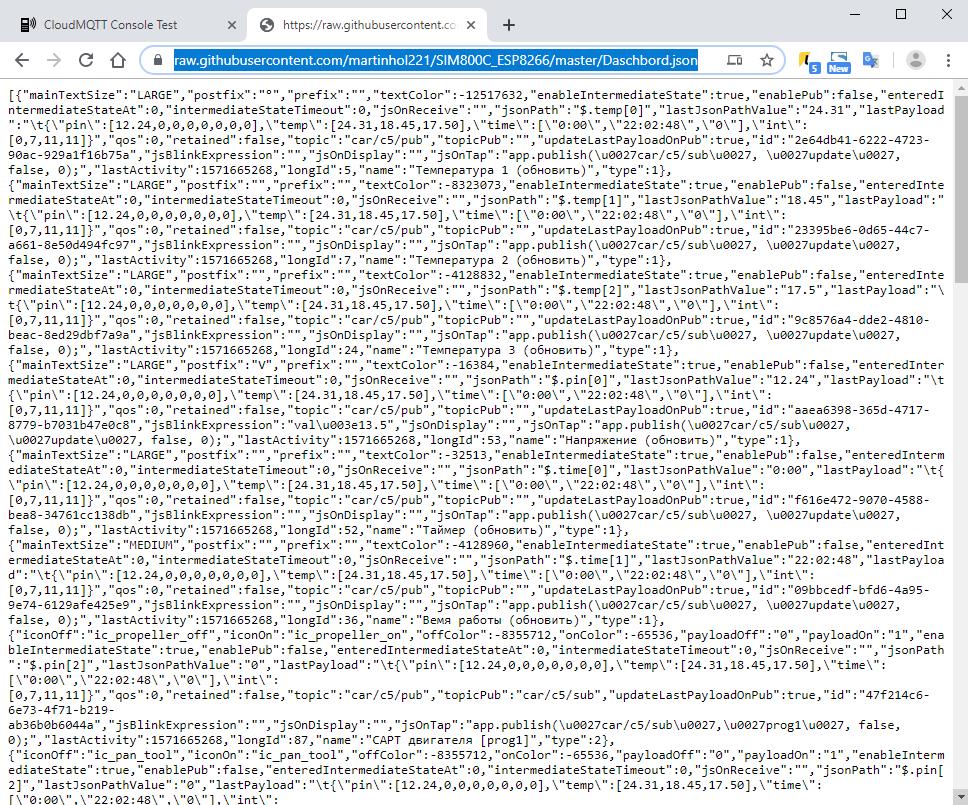 CloudMQTT Console Test
https://raw.githubusercontent.co
raw.githubusercontent.com/martinhol221/SIM800C_ESP8266/master/Daschbord.json
5
New
[{"mainTextSize":"LARGE","postfix":"°","prefix":"","textColor":-12517632,"enableIntermediateState":true,"enablePub":false,"enteredI
ntermediateStateAt":0,"intermediateStateTimeout":0,"jsOnReceive":"","jsonPath":"$.temp[0]","lastJsonPathValue":"24.31","lastPayload
":"\t{\"pin\":[12.24,0,0,0,0,0,0,0],\"temp\":[24.31,18.45,17.50],\"time\":[\"0:00\",\"22:02:48\",\"0\"],\"int\":
[0,7,11,11]}","qos":0,"retained":false,"topic":"car/c5/pub","topicPub":"","updateLastPayloadOnPub":true,"id":"2e64db41-6222-4723-
90ac-929a1f16b75a","jsBlinkExpression":"","jsOnDisplay":"","jsOnTap":"app.publish(\u0027car/c5/sub\u0027, \u0027update\u0027,
false, 0);","lastActivity":1571665268,"longId":5,"name":"Температура 1 (обновить)","type":1},
{"mainTextSize":"LARGE","postfix":"","prefix":"","textColor":-8323073,"enableIntermediateState":true,"enablePub":false,"enteredInte
rmediateStateAt":0,"intermediateStateTimeout":0,"jsOnReceive":"","jsonPath":"$.temp[1]","lastJsonPathValue":"18.45","lastPayload":"
\t{\"pin\":[12.24,0,0,0,0,0,0,0],\"temp\":[24.31,18.45,17.50],\"time\":[\"0:00\",\"22:02:48\",\"0\"],\"int\":
[0,7,11,11]}","qos":0,"retained":false,"topic":"car/c5/pub","topicPub":"","updateLastPayloadOnPub":true,"id":"23395be6-0d65-44c7-
a661-8e50d494fc97","jsBlinkExpression":"","jsOnDisplay":"","jsOnTap":"app.publish(\u0027car/c5/sub\u0027, \u0027update\u0027,
false, 0);","lastActivity":1571665268,"longId":7,"name":"Температура 2 (обновить)","type":1},
{"mainTextSize":"LARGE","postfix":"","prefix":"","textColor":-4128832,"enableIntermediateState":true,"enablePub":false,"enteredInte
rmediateStateAt":0,"intermediateStateTimeout":0,"jsOnReceive":"","jsonPath":"$.temp[2]","lastJsonPathValue":"17.5","lastPayload":"\
t{\"pin\":[12.24,0,0,0,0,0,0,0],\"temp\":[24.31,18.45,17.50],\"time\":[\"0:00\",\"22:02:48\",\"0\"],\"int\":
[0,7,11,11]}","qos":0,"retained":false,"topic":"car/c5/pub","topicPub":"","updateLastPayloadOnPub":true,"id":"9c8576a4-dde2-4810-
beac-8ed29dbf7a9a","jsBlinkExpression":"","jsOnDisplay":"","jsOnTap":"app.publish(\u0027car/c5/sub\u0027, \u0027update\u0027,
false, 0);","lastActivity":1571665268,"longId":24,"name":"Температура 3 (обновить)","type":1},
{"mainTextSize":"LARGE","postfix":"V","prefix":"","textColor":-16384,"enableIntermediateState":true,"enablePub":false,"enteredInter
mediateStateAt":0,"intermediateStateTimeout":0,"jsOnReceive":"","jsonPath":"$.pin[0]","lastJsonPathValue":"12.24","lastPayload":"\t
{\"pin\":[12.24,0,0,0,0,0,0,0],\"temp\":[24.31,18.45,17.50],\"time\":[\"0:00\",\"22:02:48\",\"0\"],\"int\":
[0,7,11,11]}","qos":0,"retained":false,"topic":"car/c5/pub","topicPub":"","updateLastPayloadOnPub":true,"id":"aaea6398-365d-4717-
8779-b7031b47e0c8","jsBlinkExpression":"val\u003e13.5","jsOnDisplay":"","jsOnTap":"app.publish(\u0027car/c5/sub\u0027,
\u0027update\u0027, false, 0);","lastActivity":1571665268,"longId":53,"name":"Напряжение (обновить)","type":1},
{"mainTextSize":"LARGE","postfix":"","prefix":"","textColor":-32513,"enableIntermediateState":true,"enablePub":false,"enteredInterm
ediateStateAt":0,"intermediateStateTimeout":0,"jsOnReceive":"","jsonPath":"$.time[0]","lastJsonPathValue":"0:00","lastPayload":"\t{
\"pin\":[12.24,0,0,0,0,0,0,0],\"temp\":[24.31,18.45,17.50],\"time\":[\"0:00\",\"22:02:48\",\"0\"],\"int\":
[0,7,11,11]}","qos":0,"retained":false,"topic":"car/c5/pub","topicPub":"","updateLastPayloadOnPub":true,"id":"f616e472-9070-4588-
bea8-34761cc138db","jsBlinkExpression":"","jsOnDisplay":"","jsOnTap":"app.publish(\u0027car/c5/sub\u0027, \u0027update\u0027,
false, 0);","lastActivity":1571665268,"longId":52,"name":"Таймер (обновить)","type":1},
{"mainTextSize":"MEDIUM","postfix":"","prefix":"","textColor":-4128960,"enableIntermediateState":true,"enablePub":false,"enteredInt
ermediateStateAt":0,"intermediateStateTimeout":0,"jsOnReceive":"","jsonPath":"$.time[1]","lastJsonPathValue":"22:02:48","lastPayloa
d":"\t{\"pin\":[12.24,0,0,0,0,0,0,0],\"temp\":[24.31,18.45,17.50],\"time\":[\"0:00\",\"22:02:48\",\"0\"],\"int\":
[0,7,11,11]}","qos":0,"retained":false,"topic":"car/c5/pub","topicPub":"","updateLastPayloadOnPub":true,"id":"09bbcedf-bfd6-4a95-
9e74-6129afe425e9","jsBlinkExpression":"","jsOnDisplay":"","jsOnTap":"app.publish(\u0027car/c5/sub\u0027, \u0027update\u0027,
false, 0);","lastActivity":1571665268,"longId":36,"name":"Вемя работы (обновить)","type":1},
{"iconOff":"ic_propeller_off","iconOn":"ic_propeller_on","offColor":-8355712,"onColor":-65536,"payloadOff":"0","payloadOn":"1","ena
bleIntermediateState":true,"enablePub":false,"enteredIntermediateStateAt":0,"intermediateStateTimeout":0,"jsOnReceive":"","jsonPath
":"$.pin[2]","lastJsonPathValue":"0","lastPayload":"\t{\"pin\":[12.24,0,0,0,0,0,0,0],\"temp\":[24.31,18.45,17.50],\"time\":
[\"0:00\",\"22:02:48\",\"0\"],\"int\":
[0,7,11,11]}","qos":0,"retained":false,"topic":"car/c5/pub","topicPub":"car/c5/sub","updateLastPayloadOnPub":true,"id":"47f214c6-
6e73-4f71-b219-
ab36b0b6044a","jsBlinkExpression":"","jsOnDisplay":"","jsOnTap":"app.publish(\u0027car/c5/sub\u0027,\u0027prog1\u0027, false,
0);","lastActivity":1571665268,"longId":87,"name":"САРТ двигателя [prog1]","type":2},
{"iconOff":"ic_pan_tool","iconOn":"ic_pan_tool","offColor":-8355712,"onColor":-65536,"payloadOff":"0","payloadOn":"1","enableInterm
ediateState":true,"enablePub":false,"enteredIntermediateStateAt":0,"intermediateStateTimeout":0,"jsOnReceive":"","jsonPath":"$.pin[
2]","lastJsonPathValue":"0","lastPayload":"\t{\"pin\":[12.24,0,0,0,0,0,0,0],\"temp\":[24.31,18.45,17.50],\"time\":
[\"0:00\",\"22:02:48\",\"0\"],\"int\":